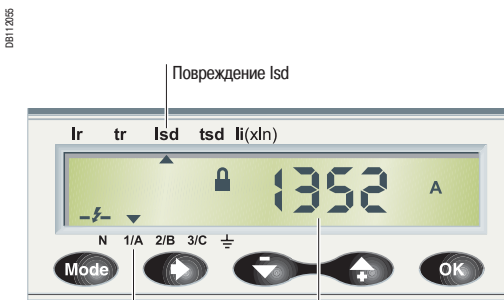 DB112055
Повреждение Isd
Ir tr Isd tsd Ii(xIn)
1352 A
N 1/A 2/B 3/C
Mode OK